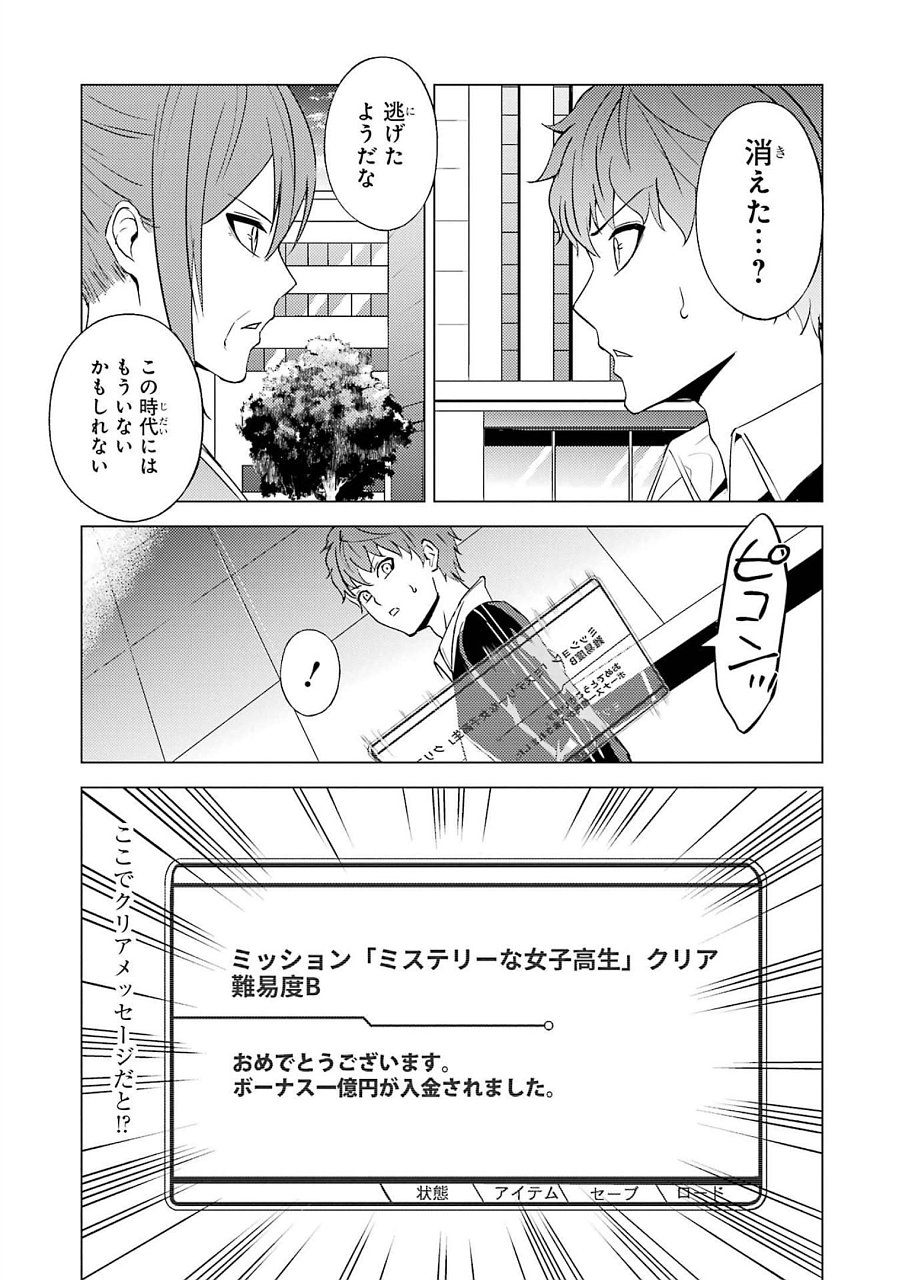 消えた…?
逃げた
ようだな
この時代には
もういない
かもしれない
ピコンッ
!
ミッション「ミステリーな女子高生」クリア
難易度B
おめでとうございます。
ボーナス一億円が入金されました。
状態 アイテム セーブ ロード
ここでクリアメッセージだと!?